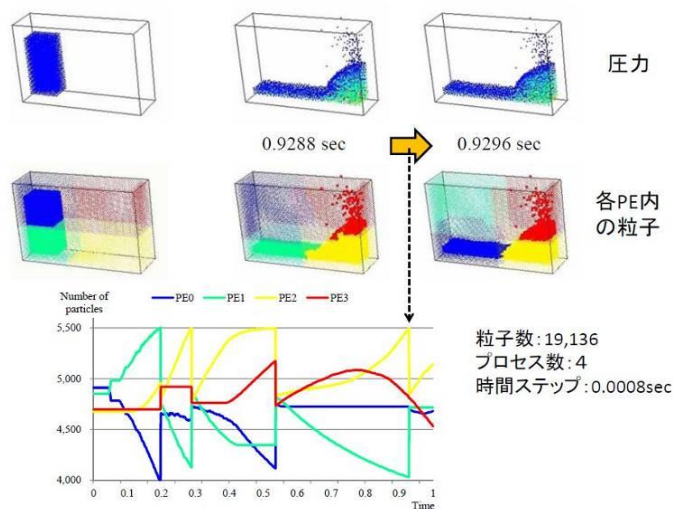 圧力
0.9288 sec
0.9296 sec
各PE内
の粒子
Number of
particles
PE0 PE1 PE2 PE3
5,500
5,000
4,500
4,000
0 0.1 0.2 0.3 0.4 0.5 0.6 0.7 0.8 0.9 1
Time
粒子数:19,136
プロセス数:4
時間ステップ:0.0008sec